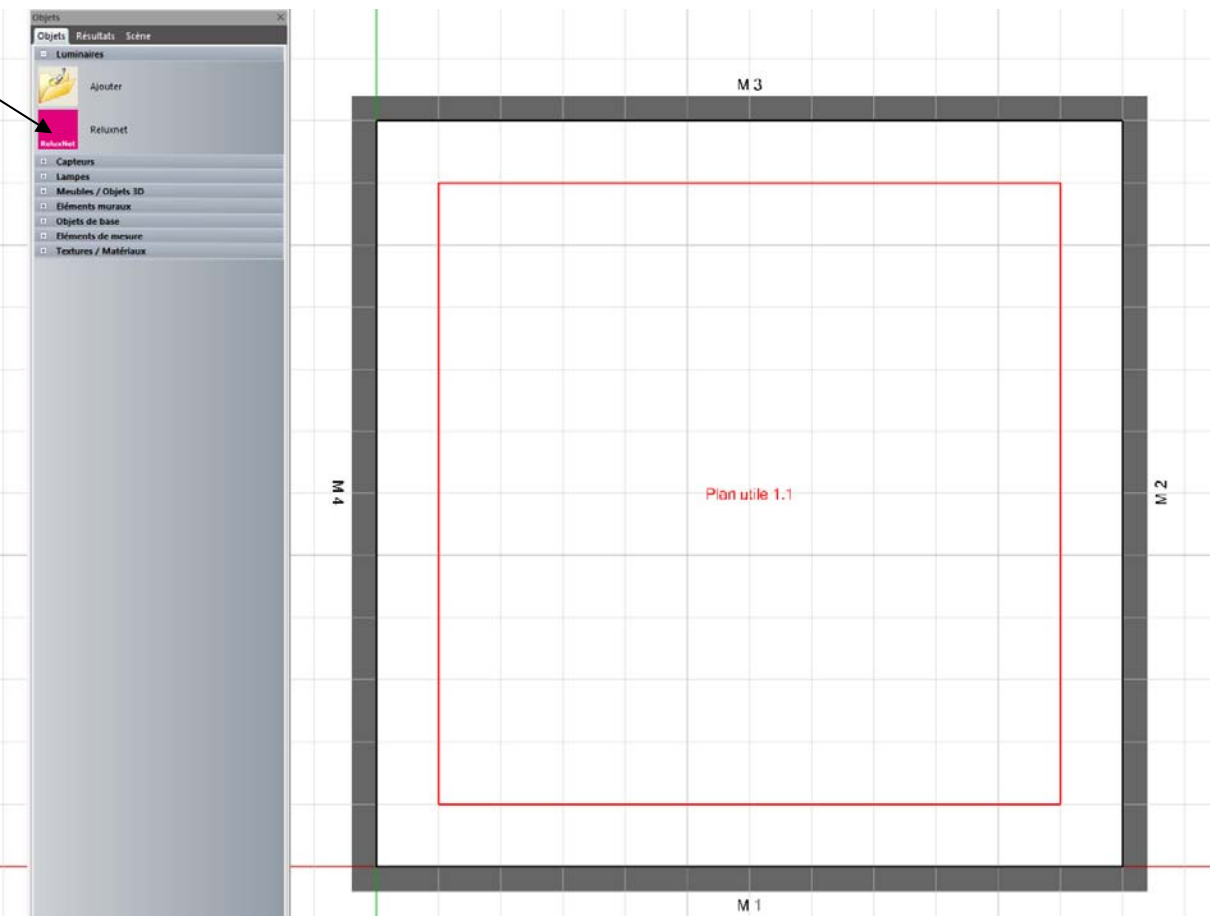 Objets
Objets Résultats Scène
Luminaires
Ajouter
Reluxnet
ReluxNet
Capteurs
Lampes
Meubles / Objets 3D
Eléments muraux
Objets de base
Eléments de mesure
Textures / Matériaux
M 3
M 4
Plan utile 1.1
M 2
M 1